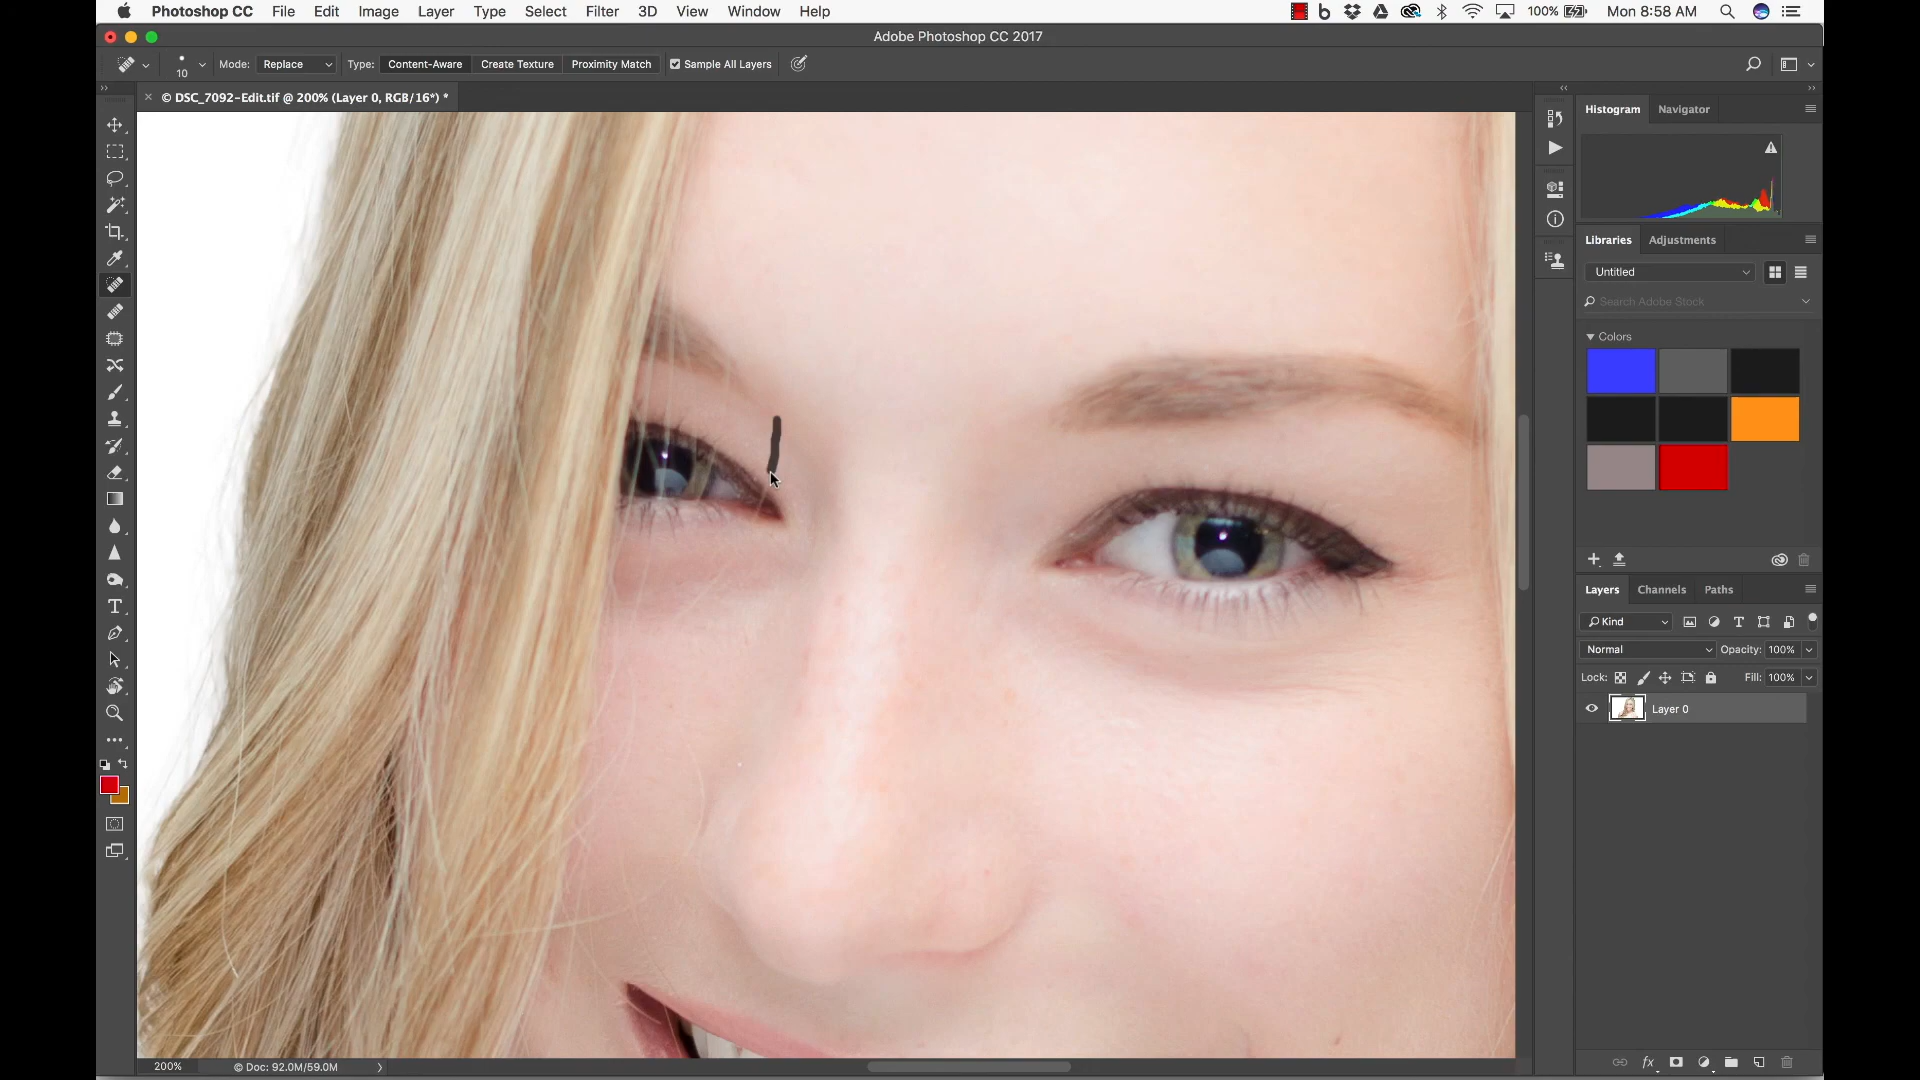 Photoshop CC File Edit Image Layer Type Select Filter 3D View Window Help 100% Mon 8:58 AM
Adobe Photoshop CC 2017
10 Mode: Replace Type: Content-Aware Create Texture Proximity Match Sample All Layers
© DSC_7092-Edit.tif @ 200% (Layer 0, RGB/16*) *
Histogram Navigator
Libraries Adjustments
Untitled
Search Adobe Stock
Colors
Layers Channels Paths
Kind
Normal Opacity: 100%
Lock: Fill: 100%
Layer 0
200% © Doc: 92.0M/59.0M